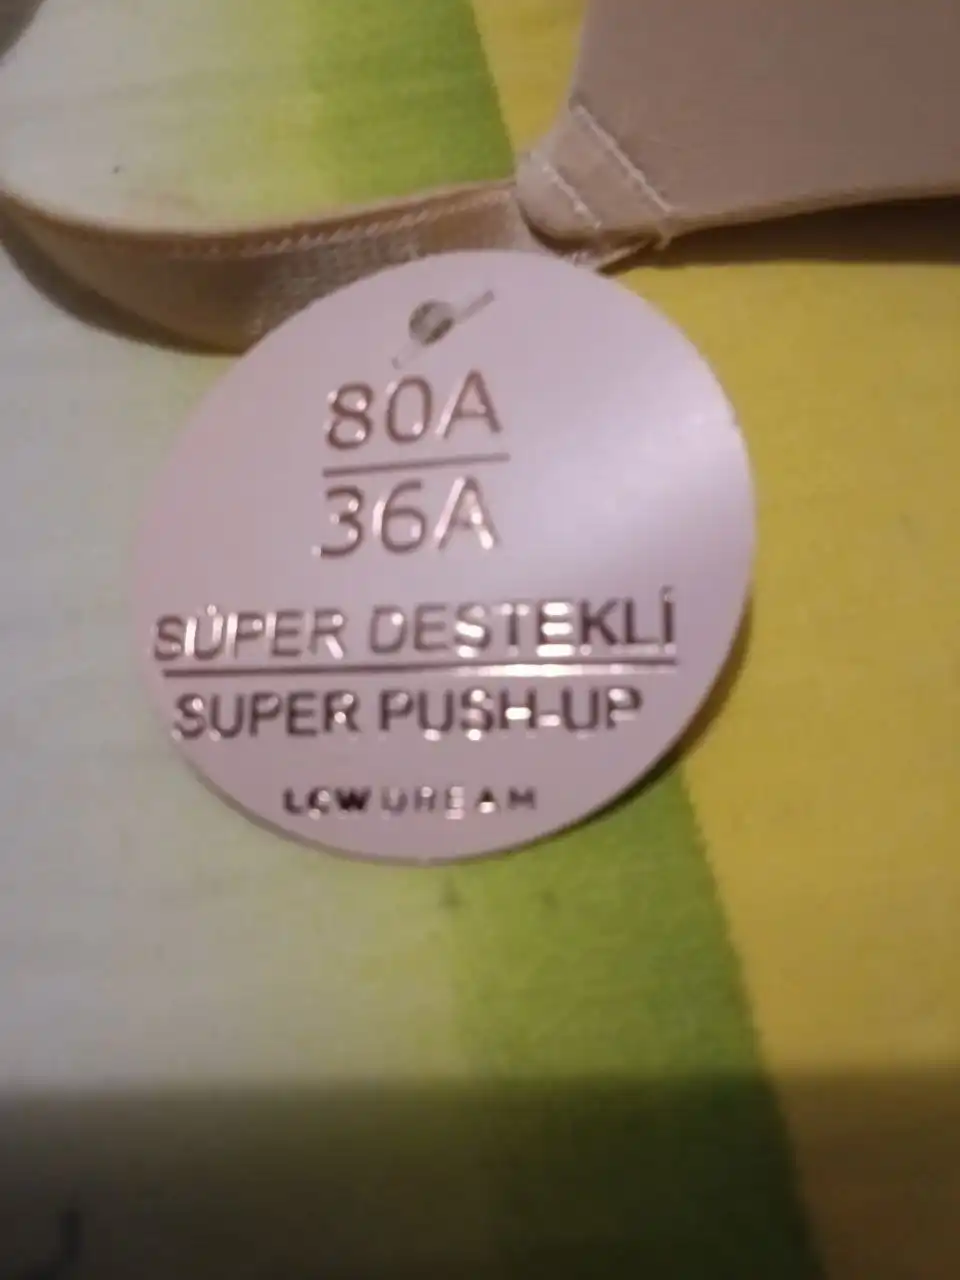 80A
36A
SÜPER DESTEKLİ
SUPER PUSH-UP
LCW DREAM